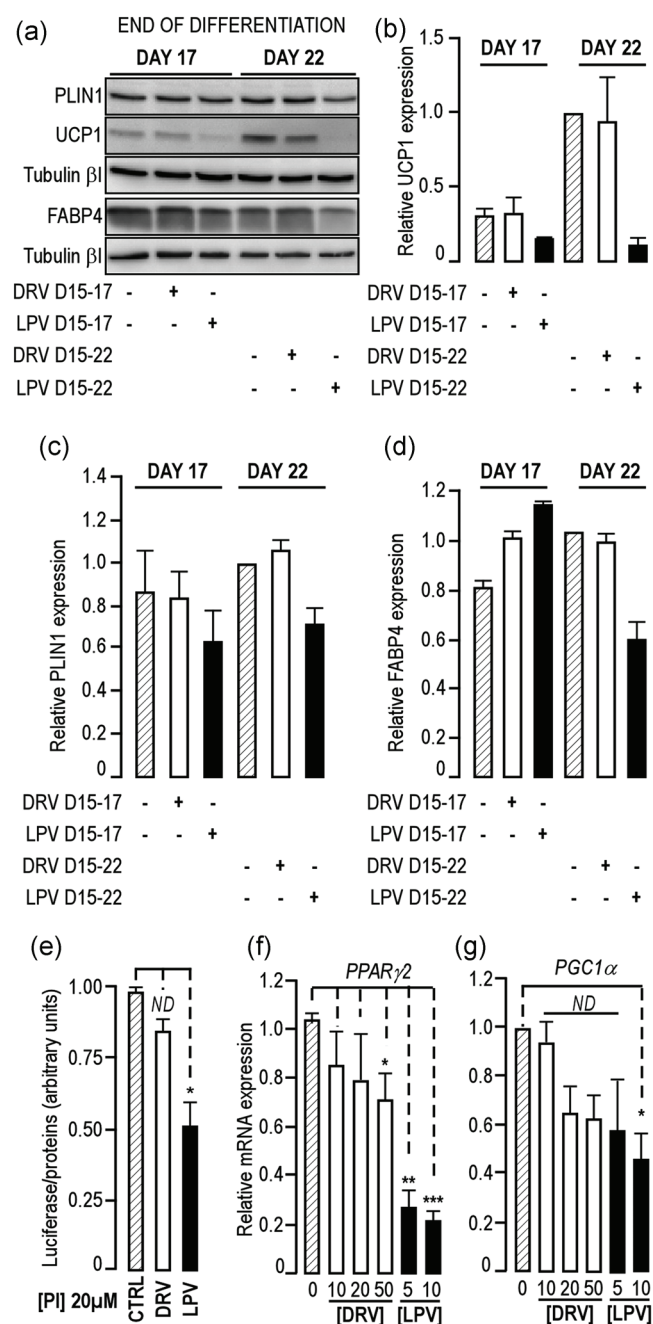 (a)
END OF DIFFERENTIATION
DAY 17 DAY 22
PLIN1
UCP1
Tubulin βI
FABP4
Tubulin βI
DRV D15-17 - + -
LPV D15-17 - - +
DRV D15-22 - + -
LPV D15-22 - - +
(b)
Relative UCP1 expression
1.5
1.0
0.5
0
DAY 17 DAY 22
DRV D15-17 - + -
LPV D15-17 - - +
DRV D15-22 - + -
LPV D15-22 - - +
(c)
Relative PLIN1 expression
1.4
1.2
1.0
0.8
0.6
0.4
0.2
0
DAY 17 DAY 22
DRV D15-17 - + -
LPV D15-17 - - +
DRV D15-22 - + -
LPV D15-22 - - +
(d)
Relative FABP4 expression
1.2
1.0
0.8
0.6
0.4
0.2
0
DAY 17 DAY 22
DRV D15-17 - + -
LPV D15-17 - - +
DRV D15-22 - + -
LPV D15-22 - - +
(e)
Luciferase/proteins (arbitrary units)
1.00
0.75
0.50
0.25
0
ND
*
[PI] 20µM CTRL DRV LPV
(f)
PPARγ2
Relative mRNA expression
1.0
0.8
0.6
0.4
0.2
0
* ** ***
0 10 20 50 5 10
[DRV] [LPV]
(g)
PGC1α
ND
1.0
0.8
0.6
0.4
0.2
0
*
0 10 20 50 5 10
[DRV] [LPV]